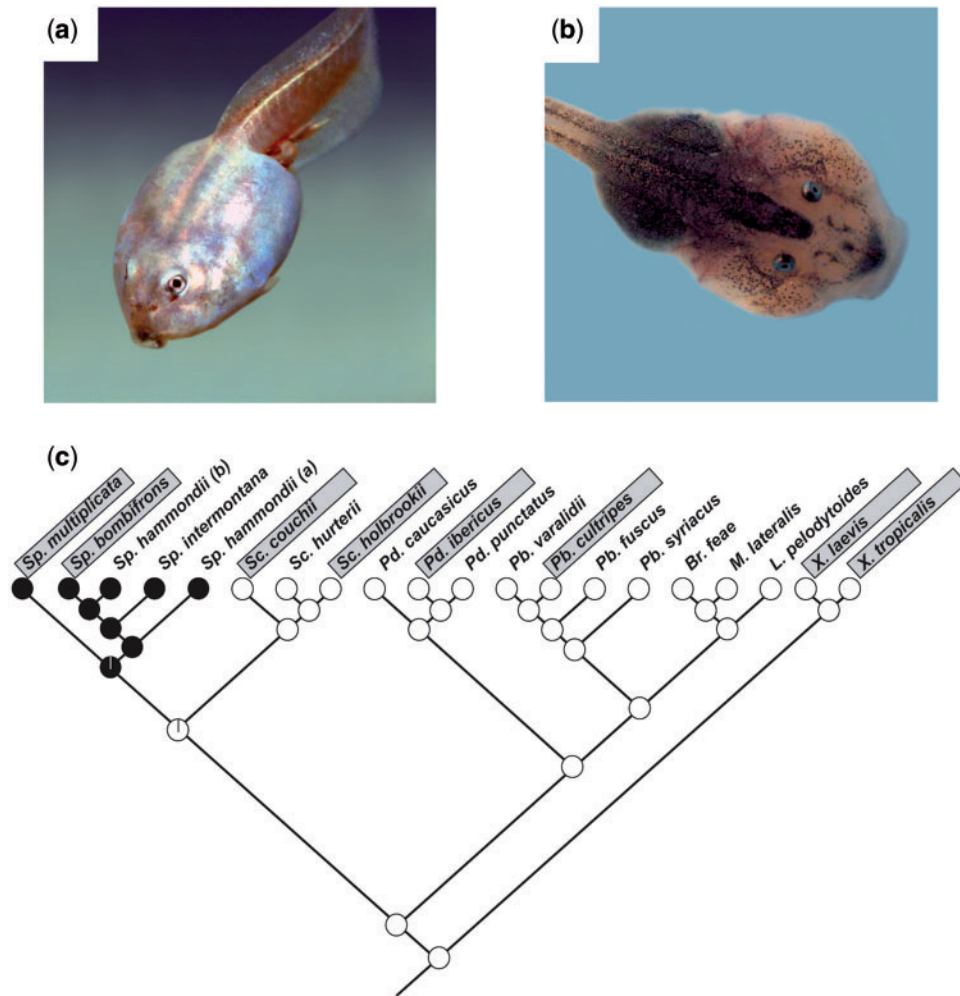 (a)
(b)
(c)
Sp. multiplicata
Sp. bombifrons
Sp. hammondii (b)
Sp. intermontana
Sp. hammondii (a)
Sc. couchii
Sc. hurterii
Sc. holbrookii
Pd. caucasicus
Pd. ibericus
Pd. punctatus
Pb. varaldii
Pb. cultripes
Pb. fuscus
Pb. syriacus
Br. feae
M. lateralis
L. pelodytoides
X. laevis
X. tropicalis